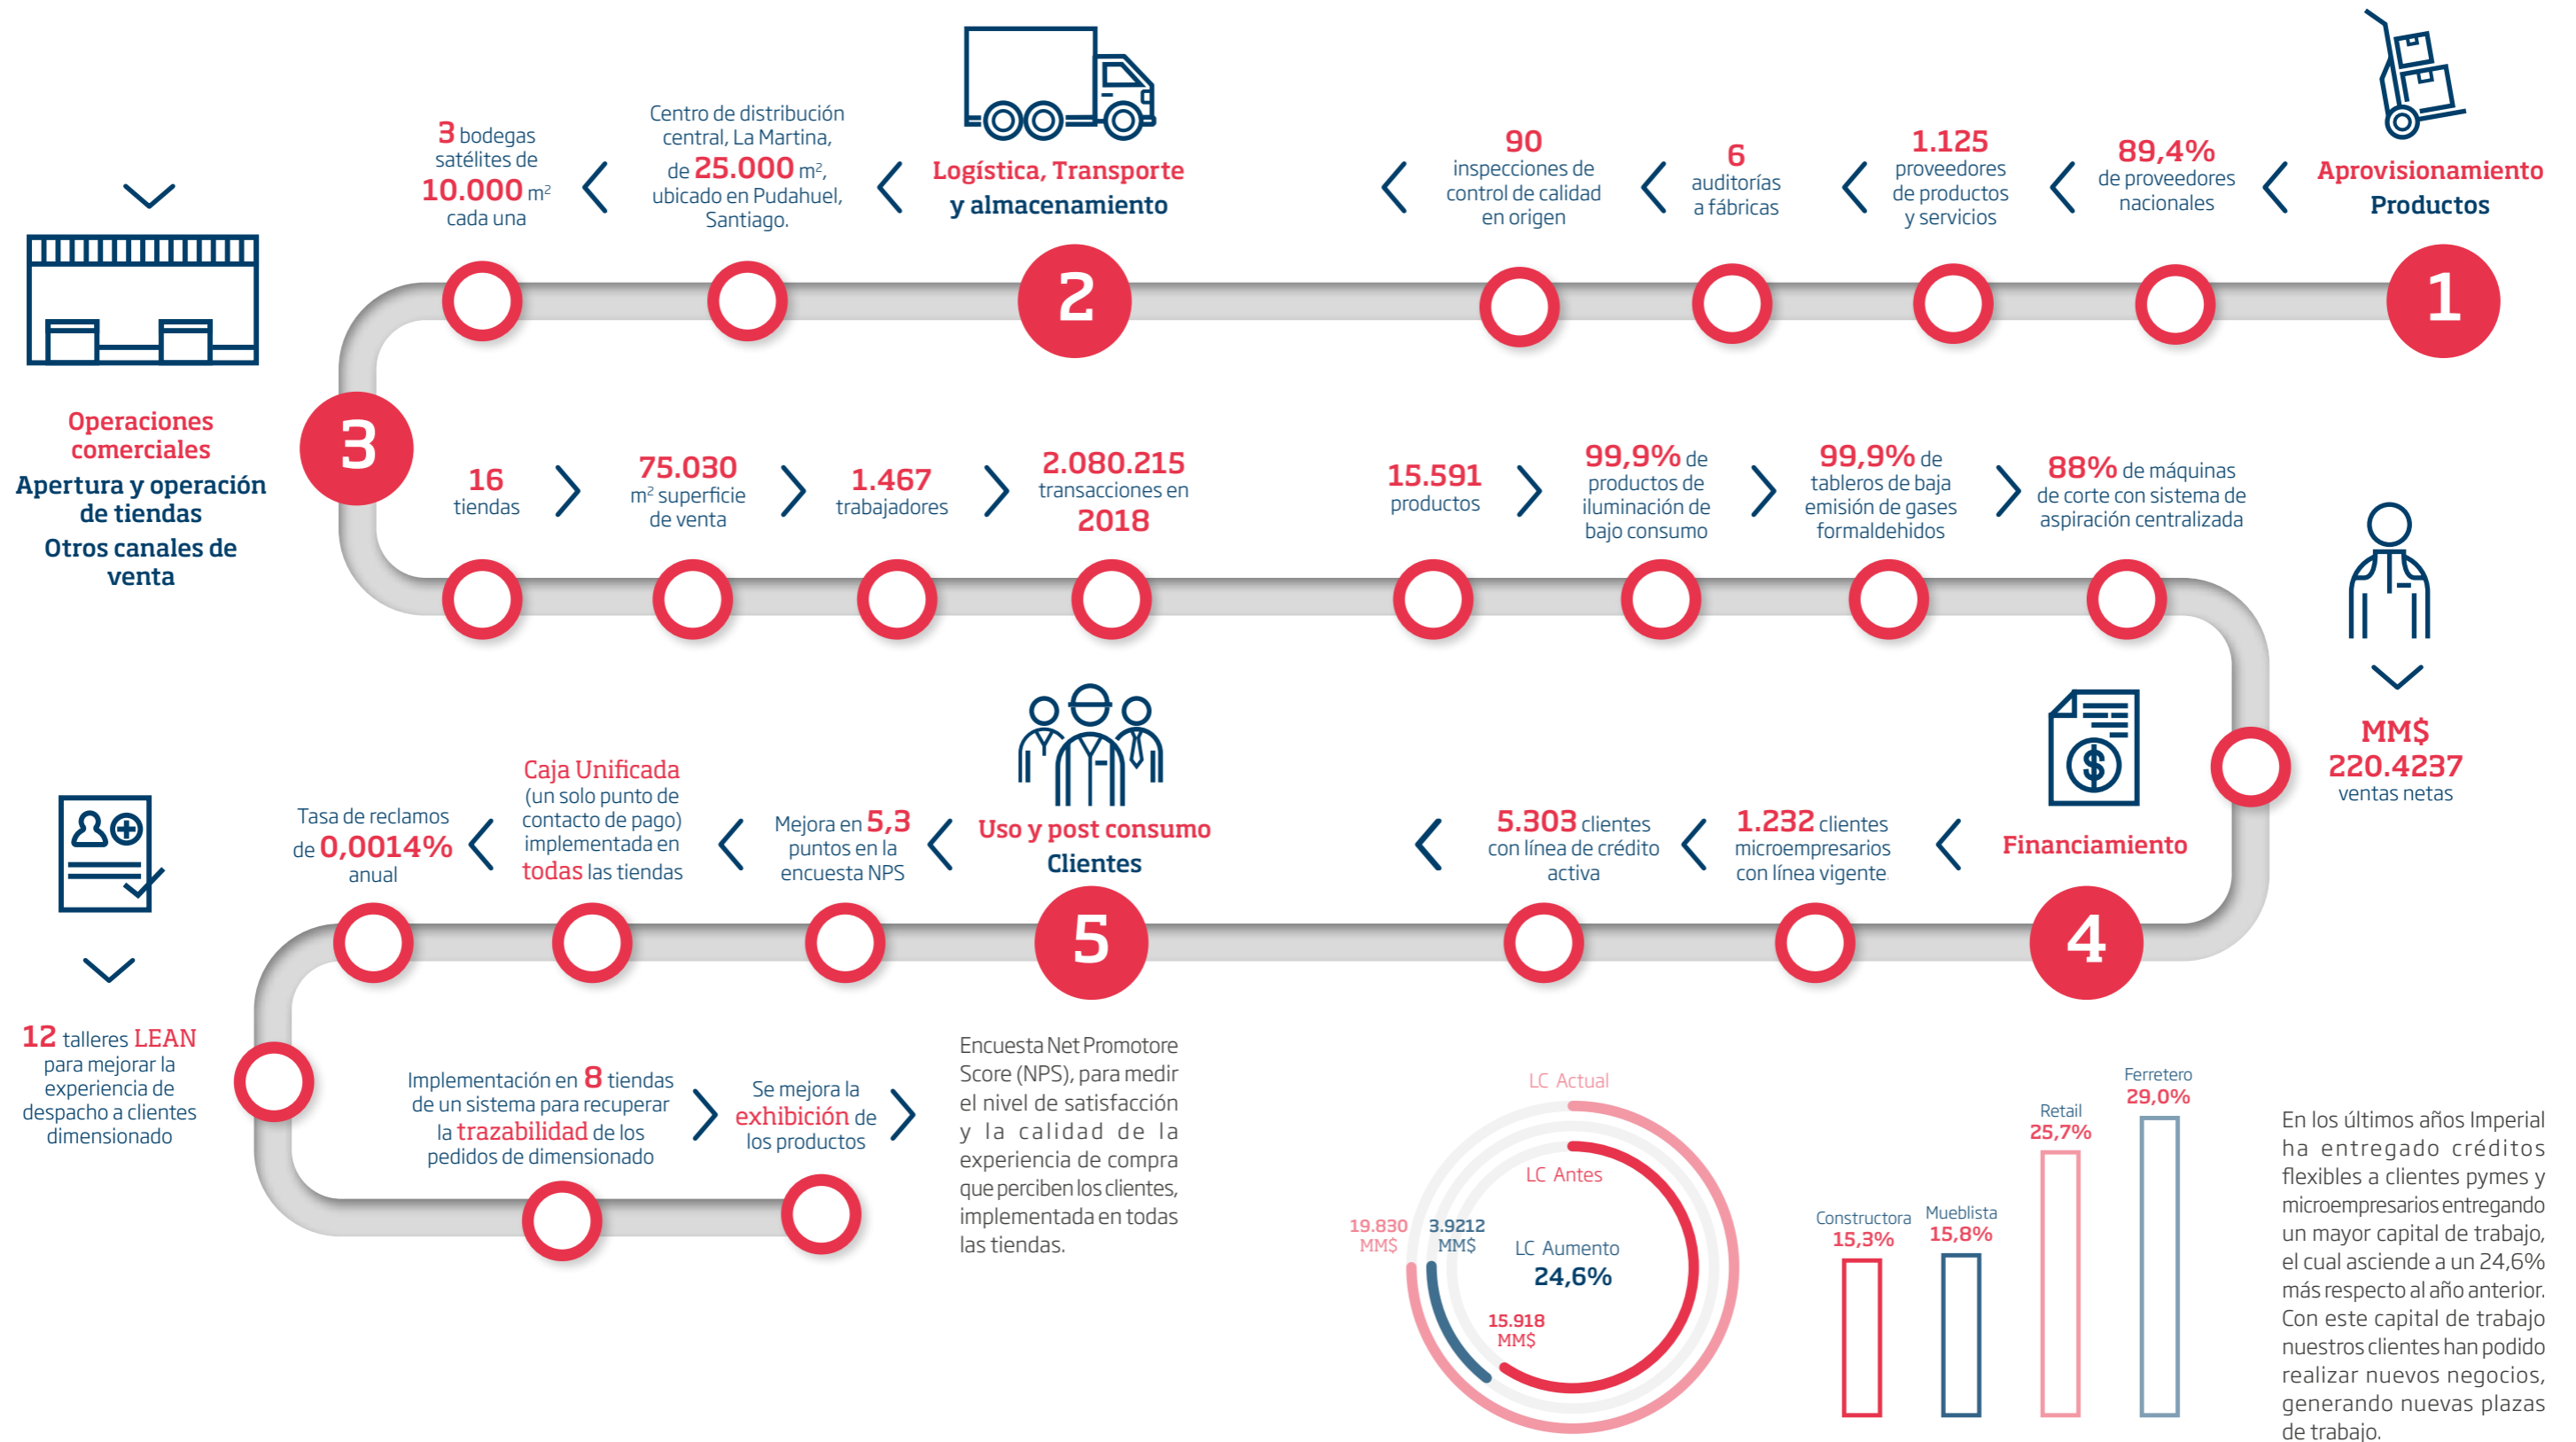 Aprovisionamiento
Productos
1
89,4%
de proveedores
nacionales
1.125
proveedores
de productos
y servicios
6
auditorías
a fábricas
90
inspecciones de
control de calidad
en origen
Logística, Transporte
y almacenamiento
2
Centro de distribución
central, La Martina,
de 25.000 m²,
ubicado en Pudahuel,
Santiago.
3 bodegas
satélites de
10.000 m²
cada una
Operaciones
comerciales
Apertura y operación
de tiendas
Otros canales de
venta
3
16
tiendas
75.030
m² superficie
de venta
1.467
trabajadores
2.080.215
transacciones en
2018
15.591
productos
99,9% de
productos de
iluminación de
bajo consumo
99,9% de
tableros de baja
emisión de gases
formaldehidos
88% de máquinas
de corte con sistema de
aspiración centralizada
MM$
220.4237
ventas netas
Financiamiento
4
1.232 clientes
microempresarios
con línea vigente
5.303 clientes
con línea de crédito
activa
Uso y post consumo
Clientes
5
Mejora en 5,3
puntos en la
encuesta NPS
Caja Unificada
(un solo punto de
contacto de pago)
implementada en
todas las tiendas
Tasa de reclamos
de 0,0014%
anual
12 talleres LEAN
para mejorar la
experiencia de
despacho a clientes
dimensionado
Implementación en 8 tiendas
de un sistema para recuperar
la trazabilidad de los
pedidos de dimensionado
Se mejora la
exhibición de
los productos
Encuesta Net Promotore
Score (NPS), para medir
el nivel de satisfacción
y la calidad de la
experiencia de compra
que perciben los clientes,
implementada en todas
las tiendas.
LC Actual
LC Antes
19.830
MM$
3.9212
MM$
LC Aumento
24,6%
15.918
MM$
Constructora
15,3%
Mueblista
15,8%
Retail
25,7%
Ferretero
29,0%
En los últimos años Imperial
ha entregado créditos
flexibles a clientes pymes y
microempresarios entregando
un mayor capital de trabajo,
el cual asciende a un 24,6%
más respecto al año anterior.
Con este capital de trabajo
nuestros clientes han podido
realizar nuevos negocios,
generando nuevas plazas
de trabajo.